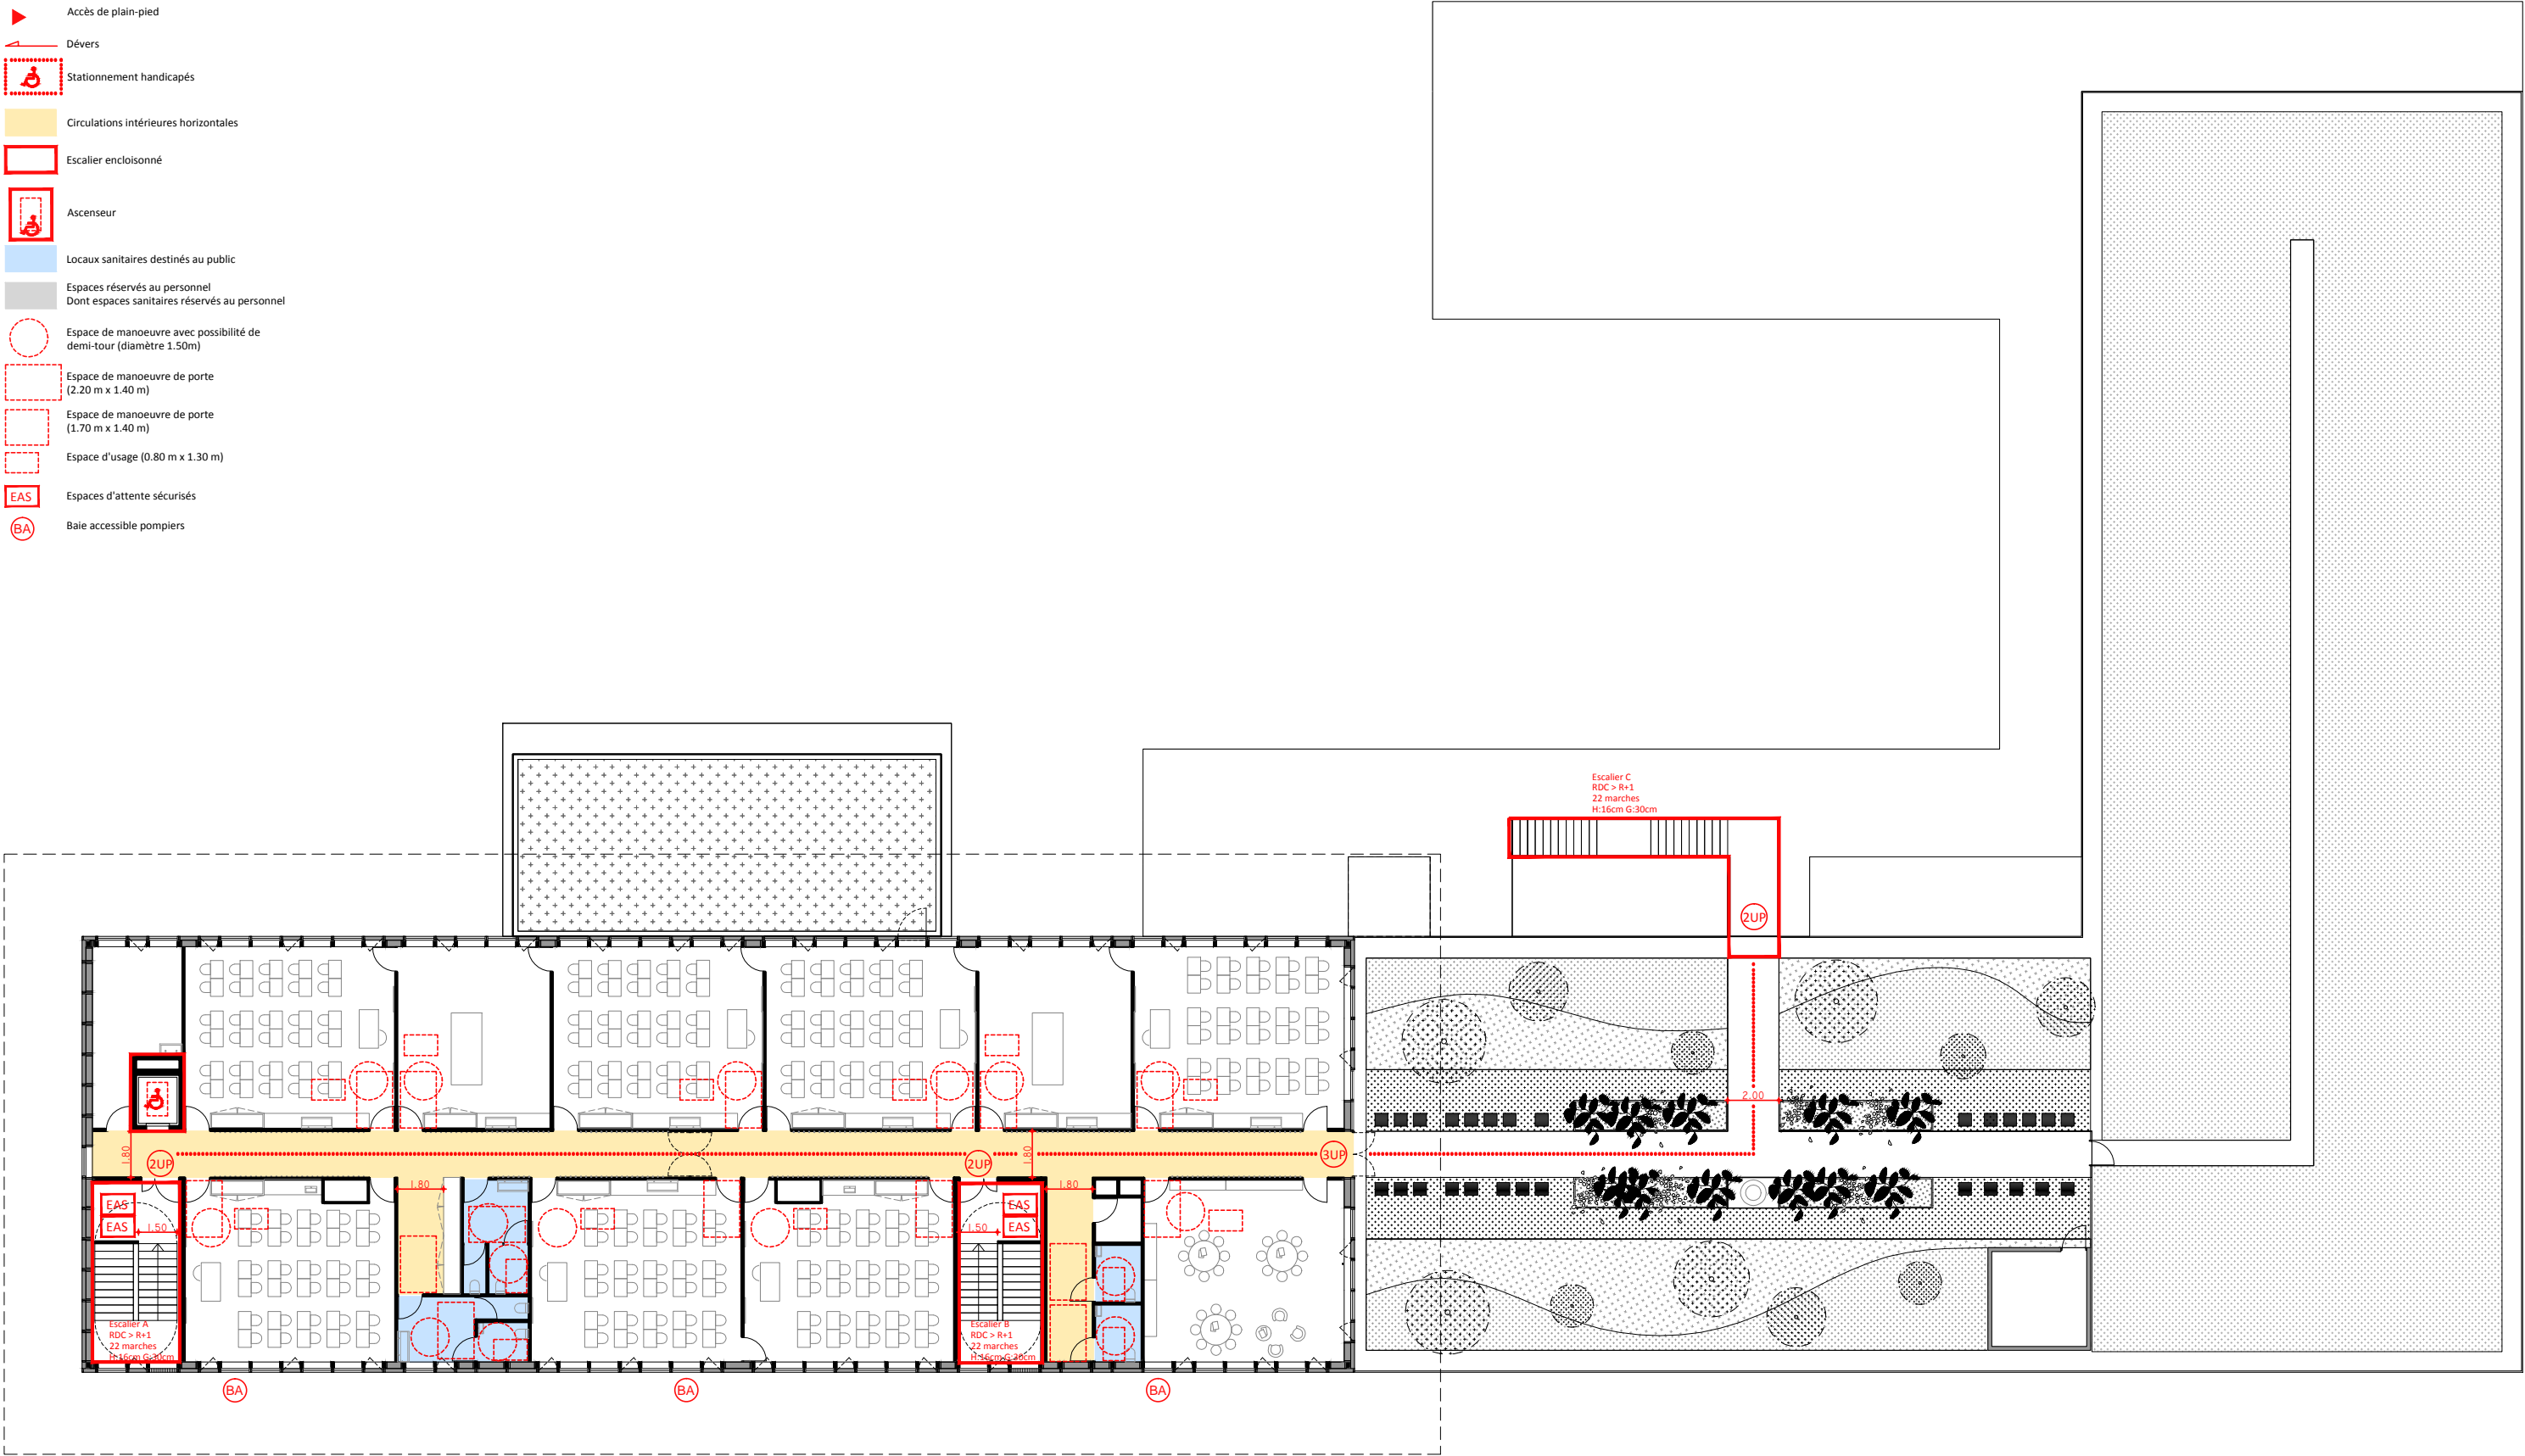 Accès de plain-pied
Dévers
Stationnement handicapés
Circulations intérieures horizontales
Escalier encloisonné
Ascenseur
Locaux sanitaires destinés au public
Espaces réservés au personnel
Dont espaces sanitaires réservés au personnel
Espace de manoeuvre avec possibilité de
demi-tour (diamètre 1.50m)
Espace de manoeuvre de porte
(2.20 m x 1.40 m)
Espace de manoeuvre de porte
(1.70 m x 1.40 m)
Espace d'usage (0.80 m x 1.30 m)
EAS
Espaces d'attente sécurisés
BA
Baie accessible pompiers
Escalier C
RDC > R+1
22 marches
H:16cm G:30cm
2UP
2.00
1.80
2UP
2UP
1.80
3UP
1.80
1.80
EAS
EAS
1.50
EAS
EAS
1.50
Escalier A
RDC > R+1
22 marches
H:16cm G:30cm
Escalier B
RDC > R+1
22 marches
H:16cm G:30cm
BA
BA
BA